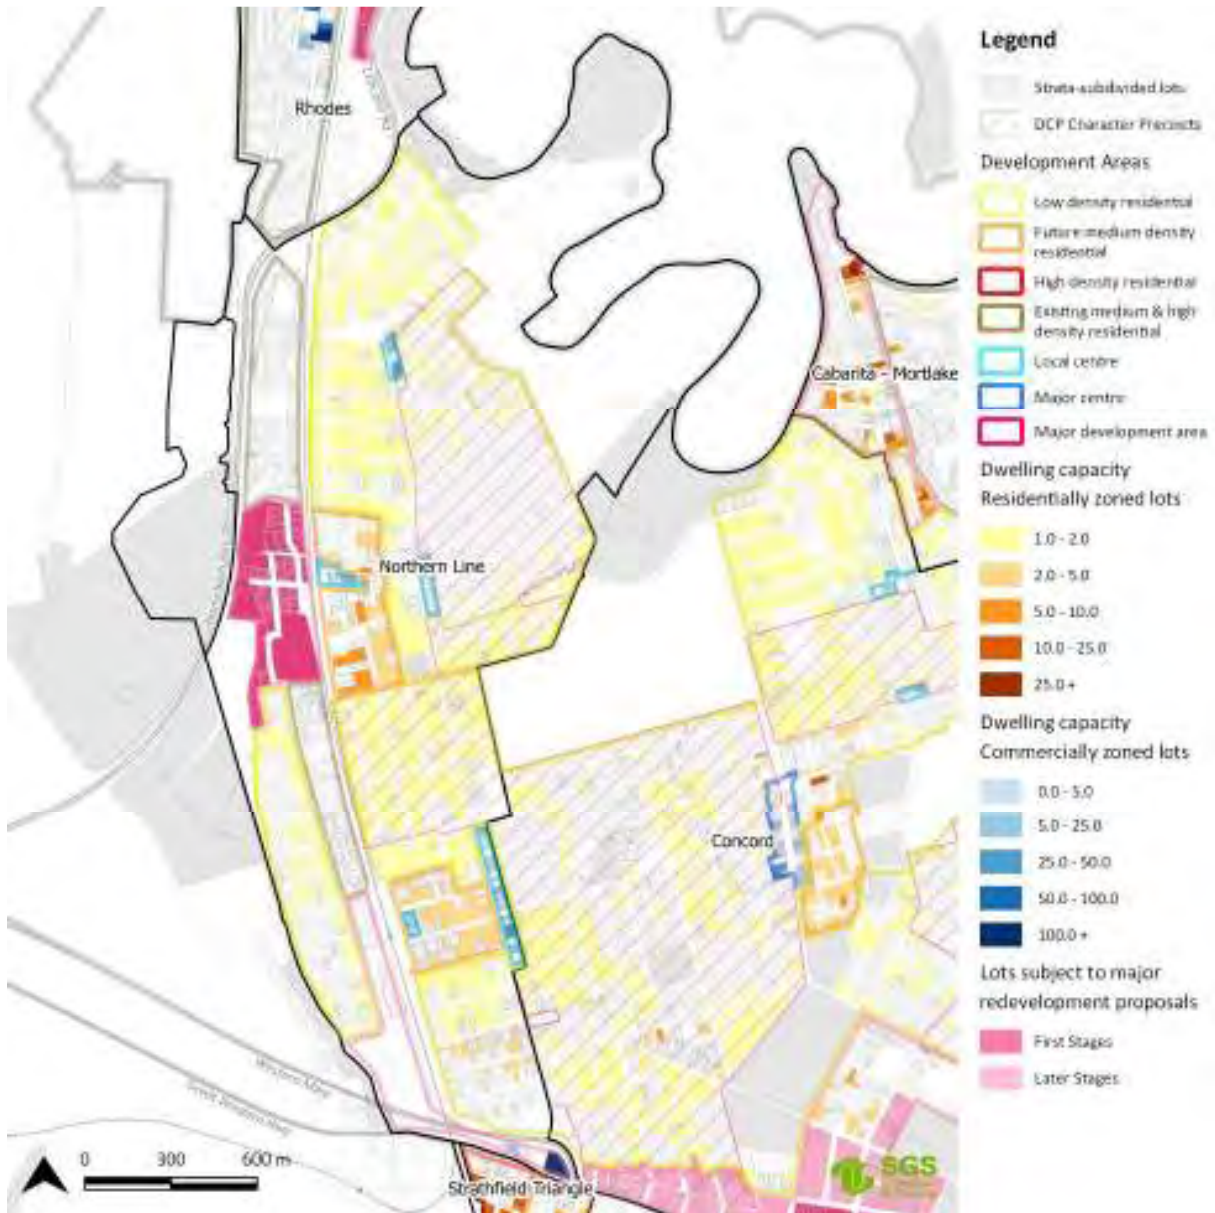 Legend
Strata-subdivided lots
DCP Character Precincts
Development Areas
Low density residential
Future medium density
residential
High density residential
Existing medium & high
density residential
Local centre
Major centre
Major development area
Dwelling capacity
Residentially zoned lots
1.0 - 2.0
2.0 - 5.0
5.0 - 10.0
10.0 - 25.0
25.0 +
Dwelling capacity
Commercially zoned lots
0.0 - 5.0
5.0 - 25.0
25.0 - 50.0
50.0 - 100.0
100.0 +
Lots subject to major
redevelopment proposals
First Stages
Later Stages
Rhodes
Cabarita - Mortlake
Northern Line
Concord
Western Mwy
Great Western Hwy
Strathfield Triangle
0 300 600 m
SGS